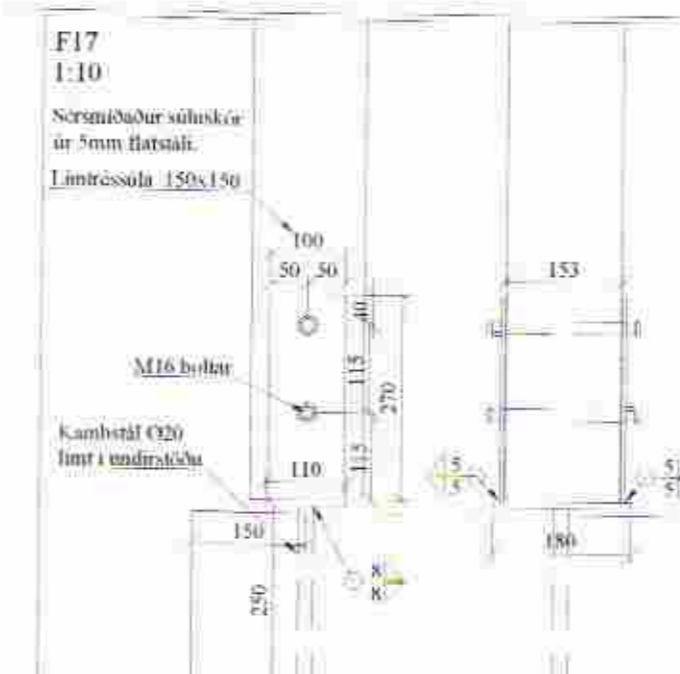 F17
1:10
Sérsmíðaður súluskór
úr 5mm flatstáli.
Límtréssúla 150x150
100
50 50
153
40
M16 boltar
115
270
Kambstál Ø20
límt í undirstöðu
110
115
5
5
5
5
150
180
8
8
250